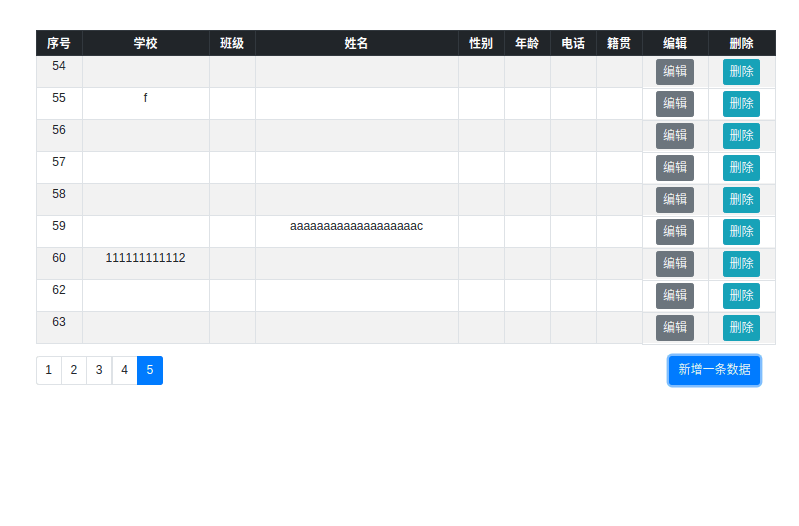 序号 学校 班级 姓名 性别 年龄 电话 籍贯 编辑 删除
54 编辑 删除
55 f 编辑 删除
56 编辑 删除
57 编辑 删除
58 编辑 删除
59 aaaaaaaaaaaaaaaaaaac 编辑 删除
60 111111111112 编辑 删除
62 编辑 删除
63 编辑 删除
1 2 3 4 5 新增一条数据